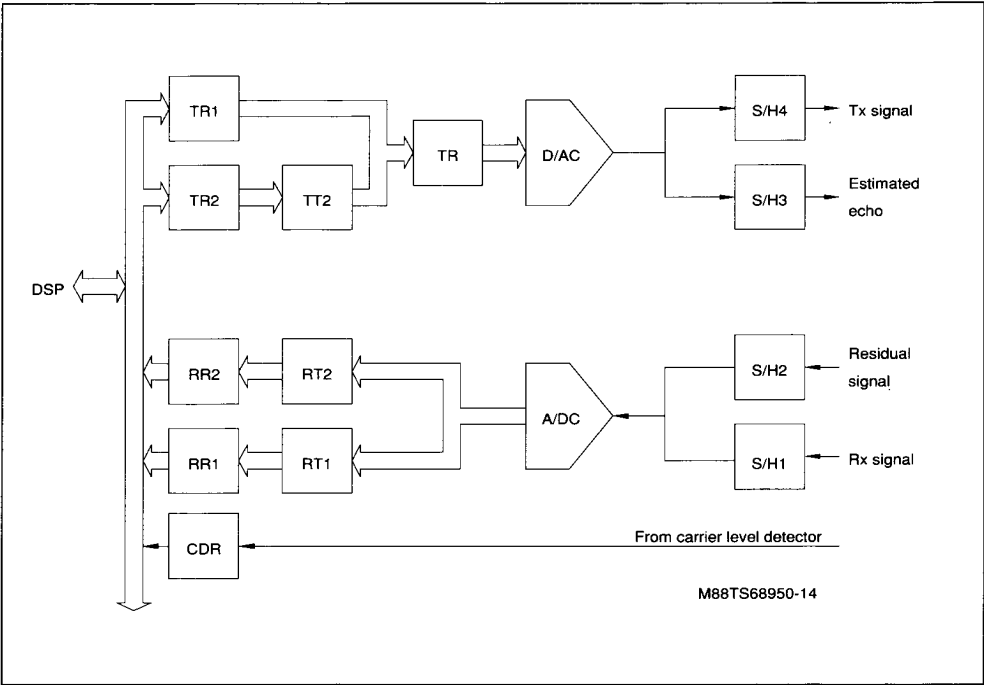 TR1
S/H4
Tx signal
TR
D/AC
TR2
TT2
S/H3
Estimated
echo
DSP
RR2
RT2
S/H2
Residual
signal
A/DC
RR1
RT1
S/H1
Rx signal
CDR
From carrier level detector
M88TS68950-14